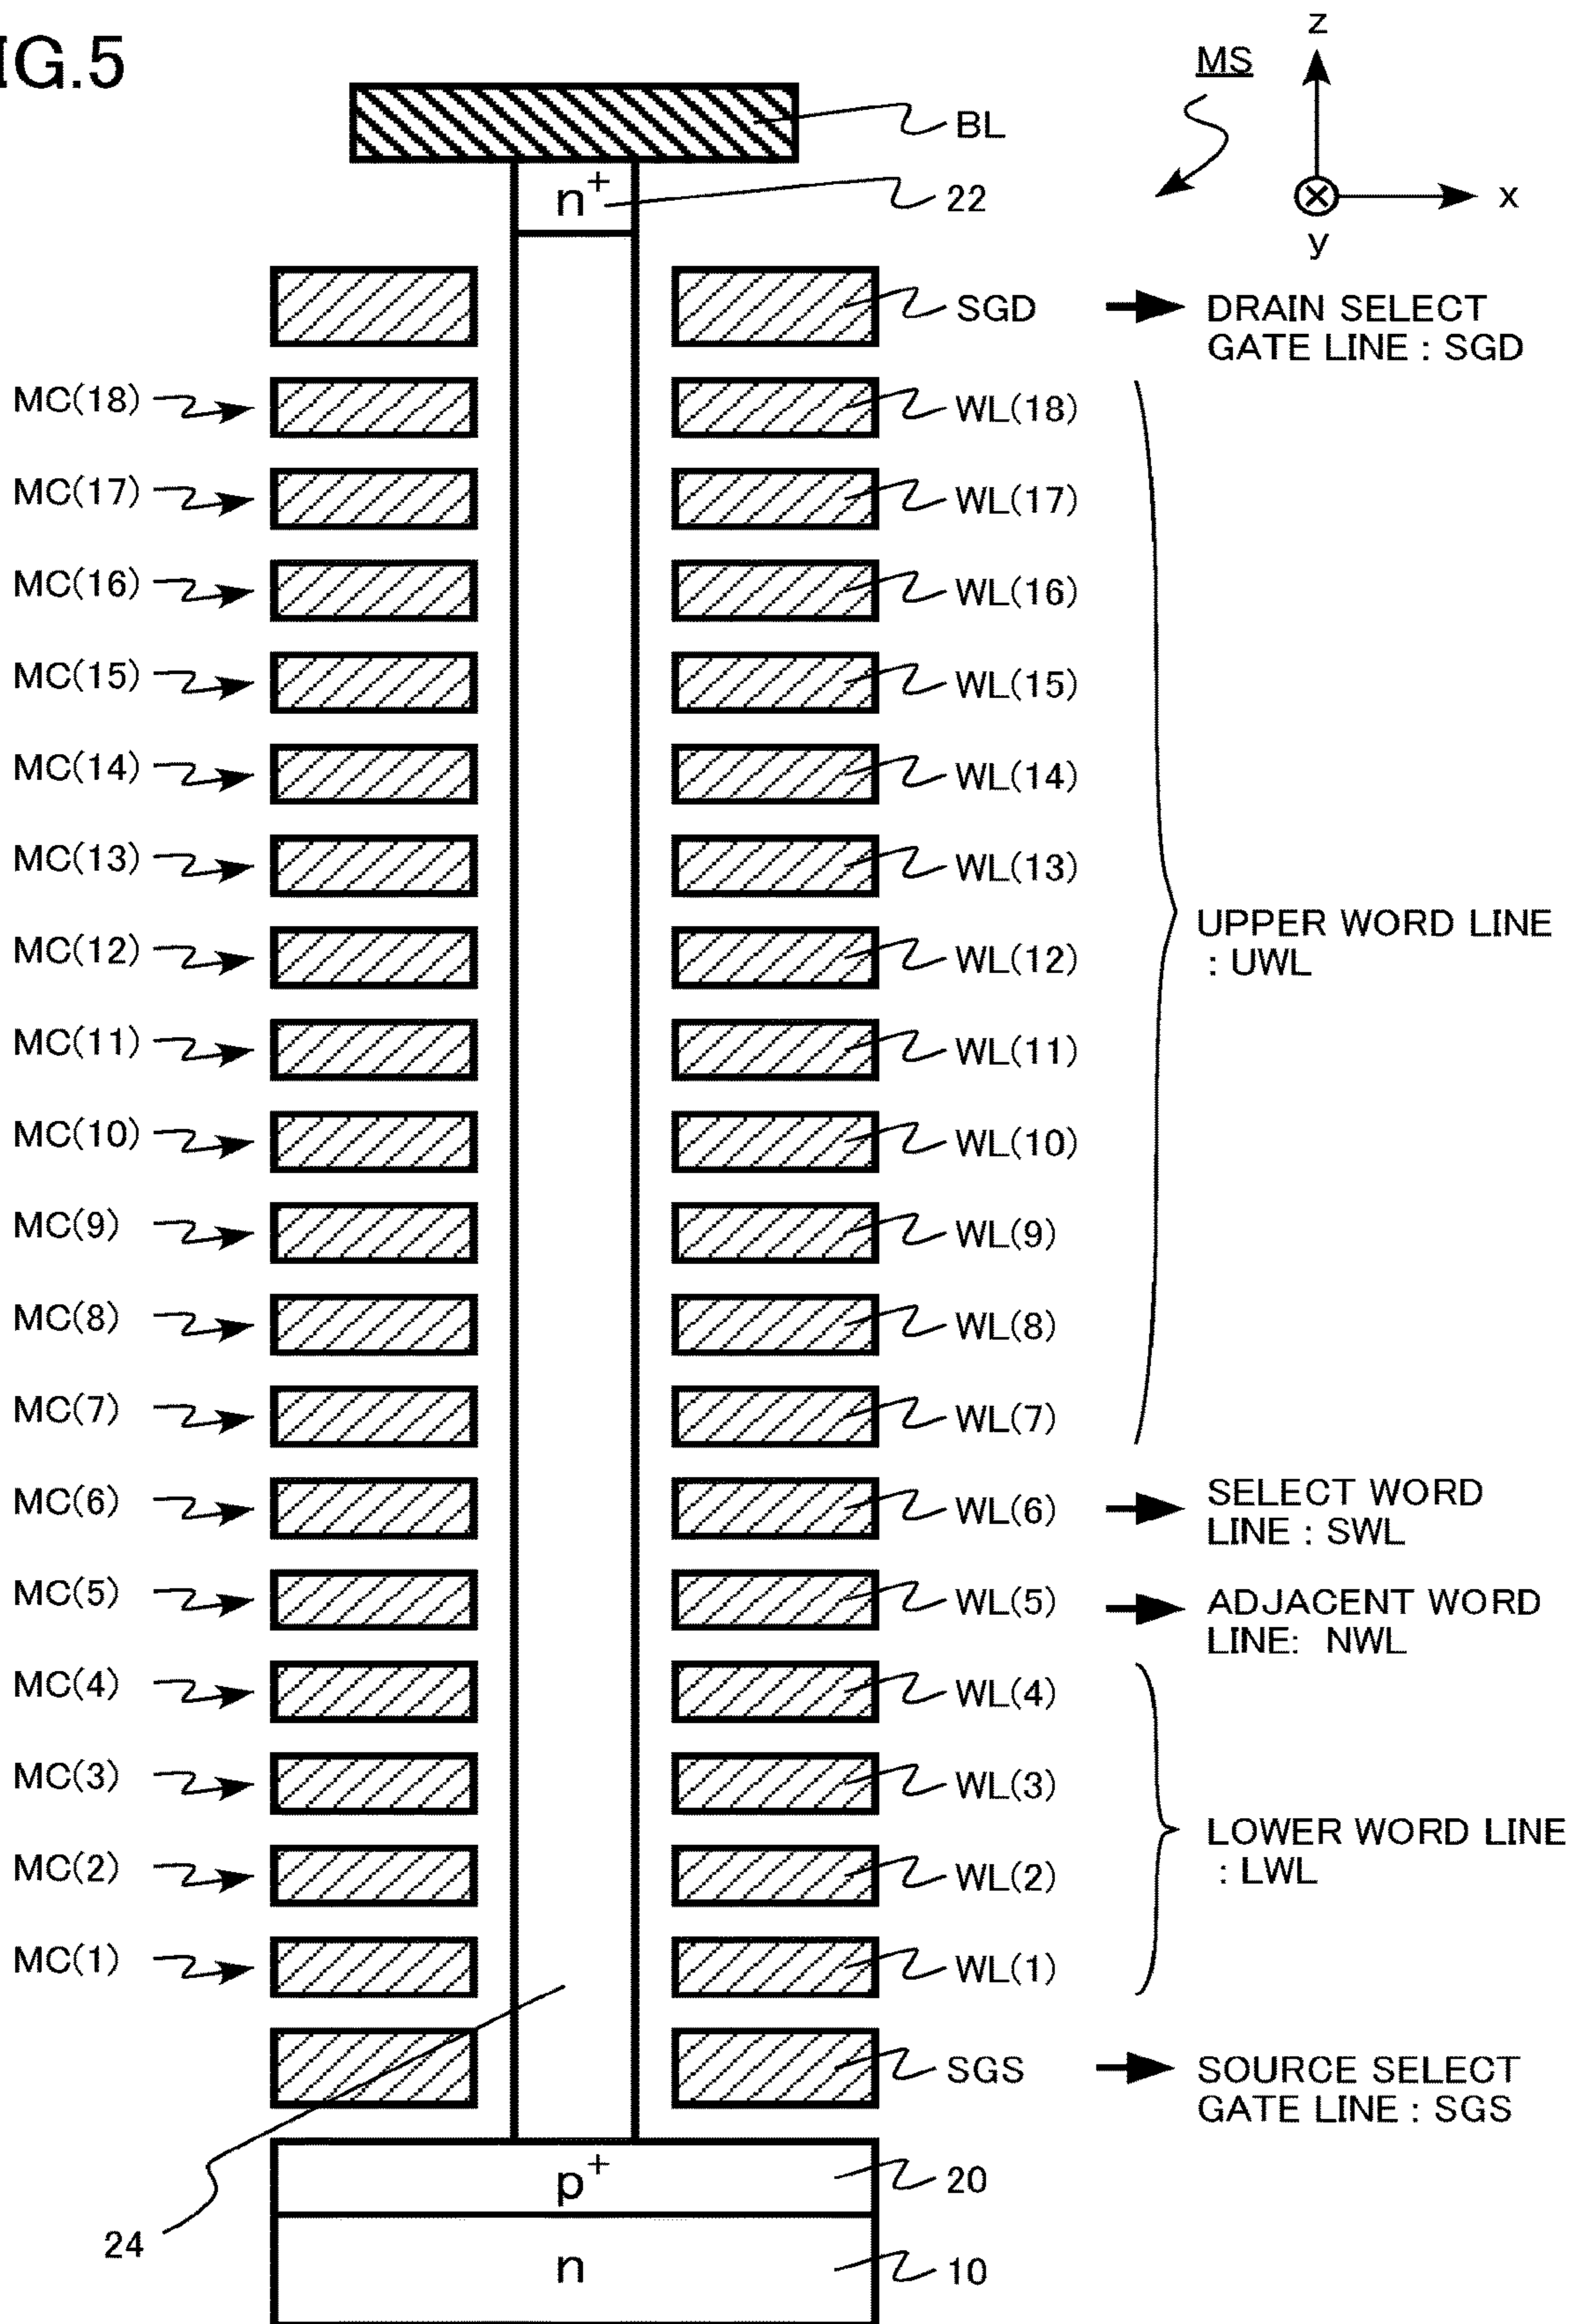 IG.5
MS
z
x
y
BL
n+
22
SGD
DRAIN SELECT
GATE LINE : SGD
MC(18)
WL(18)
MC(17)
WL(17)
MC(16)
WL(16)
MC(15)
WL(15)
MC(14)
WL(14)
MC(13)
WL(13)
MC(12)
WL(12)
UPPER WORD LINE
: UWL
MC(11)
WL(11)
MC(10)
WL(10)
MC(9)
WL(9)
MC(8)
WL(8)
MC(7)
WL(7)
MC(6)
WL(6)
SELECT WORD
LINE : SWL
MC(5)
WL(5)
ADJACENT WORD
LINE: NWL
MC(4)
WL(4)
MC(3)
WL(3)
LOWER WORD LINE
: LWL
MC(2)
WL(2)
MC(1)
WL(1)
SGS
SOURCE SELECT
GATE LINE : SGS
p+
20
24
n
10